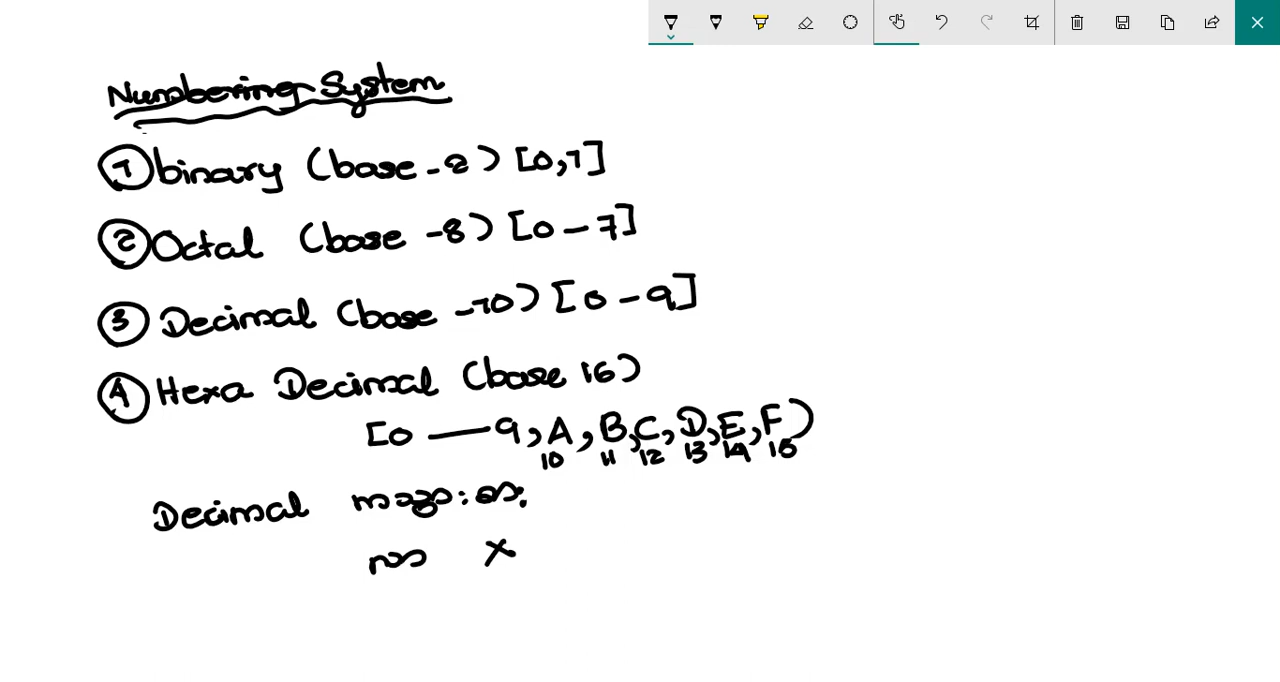 Numbering System
① binary (base -2) [0,1]
② Octal (base -8) [0-7]
③ Decimal (base -10) [0-9]
④ Hexa Decimal (base 16)
[0 — 9, A, B, C, D, E, F)
10 11 12 13 14 15
Decimal
X